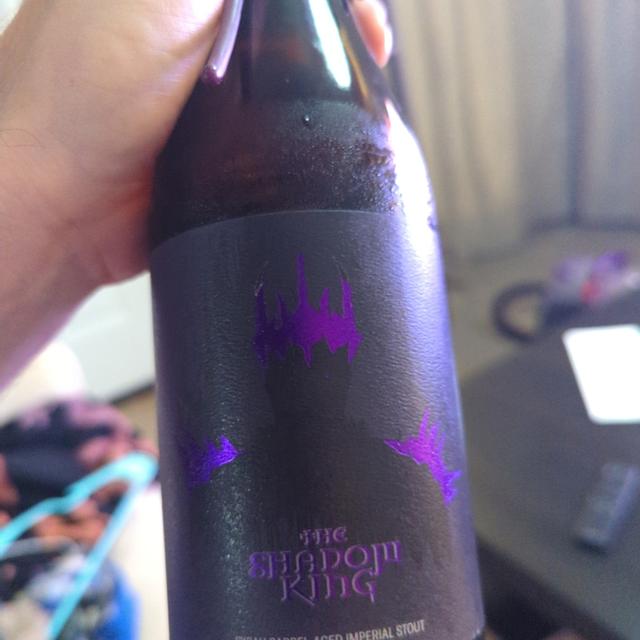 THE
SHADOW
KING
BARREL AGED IMPERIAL STOUT